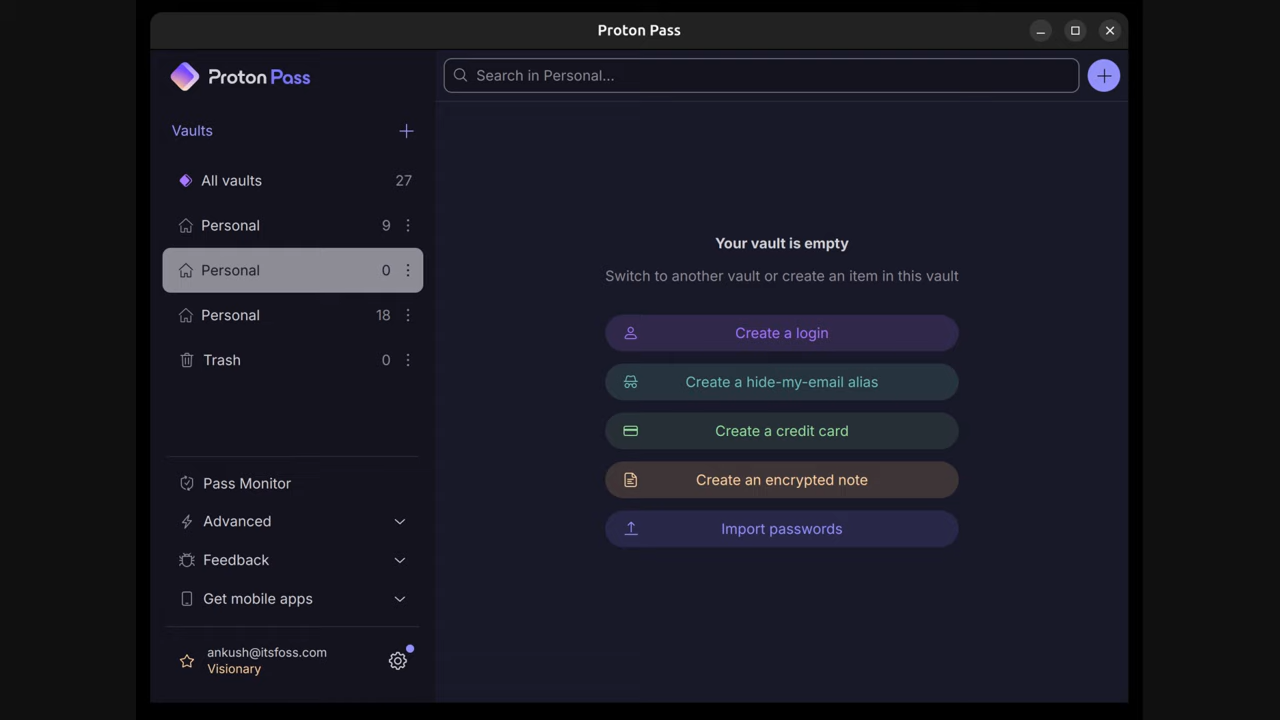 Proton Pass
Proton Pass
Search in Personal...
Vaults
All vaults 27
Personal 9
Personal 0
Personal 18
Trash 0
Your vault is empty
Switch to another vault or create an item in this vault
Create a login
Create a hide-my-email alias
Create a credit card
Create an encrypted note
Import passwords
Pass Monitor
Advanced
Feedback
Get mobile apps
ankush@itsfoss.com
Visionary